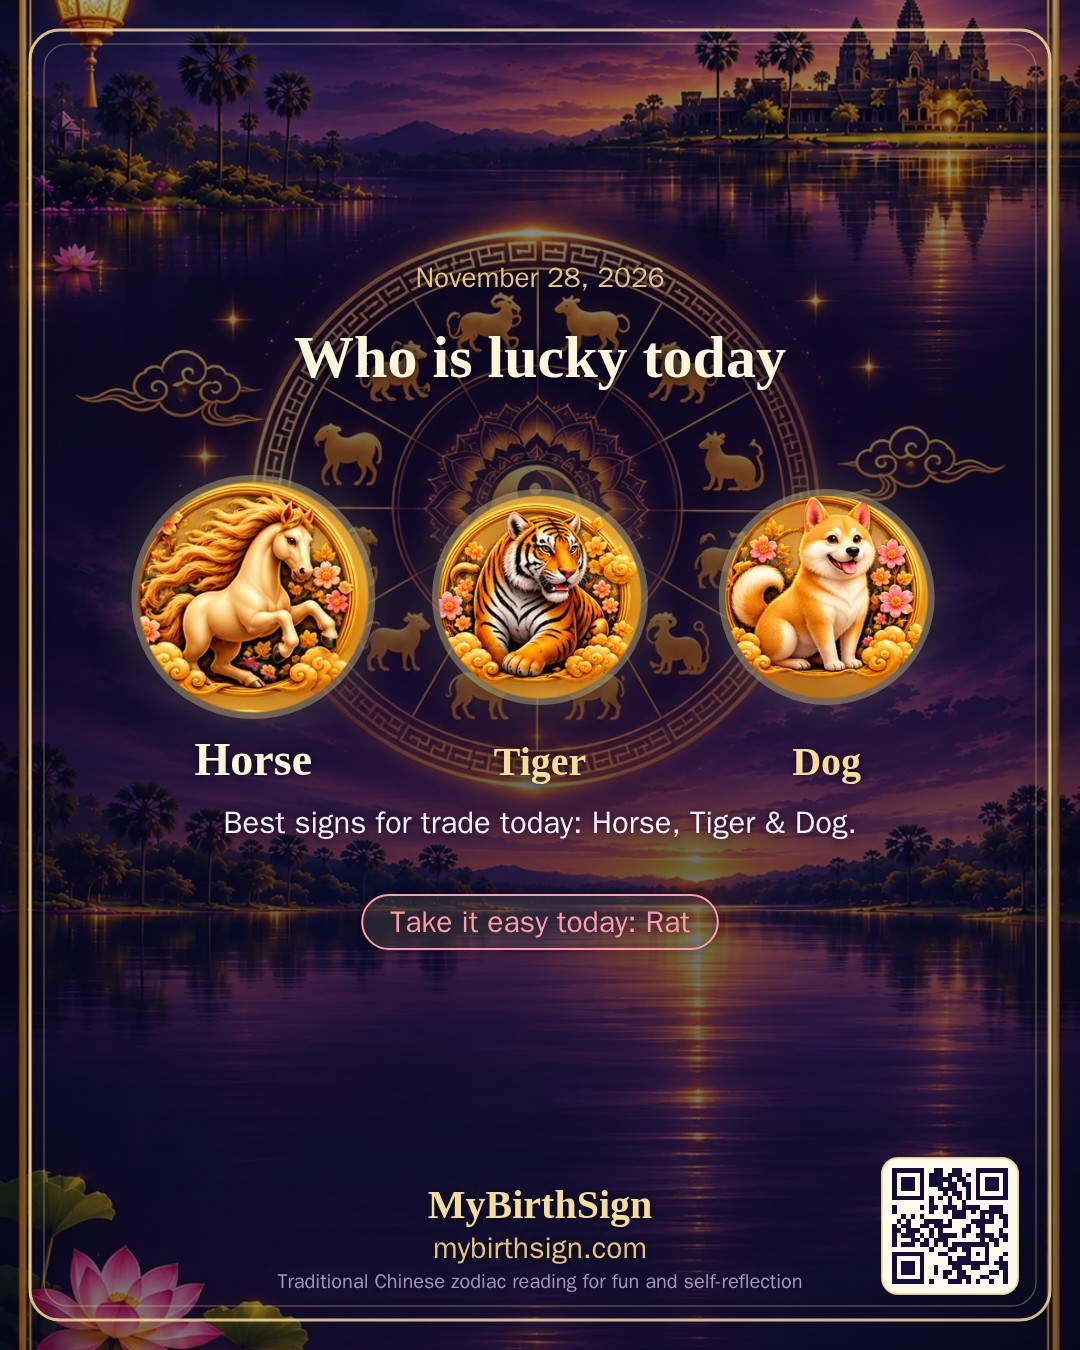 November 28, 2026
Who is lucky today
Horse
Tiger
Dog
Best signs for trade today: Horse, Tiger & Dog.
Take it easy today: Rat
MyBirthSign
mybirthsign.com
Traditional Chinese zodiac reading for fun and self-reflection